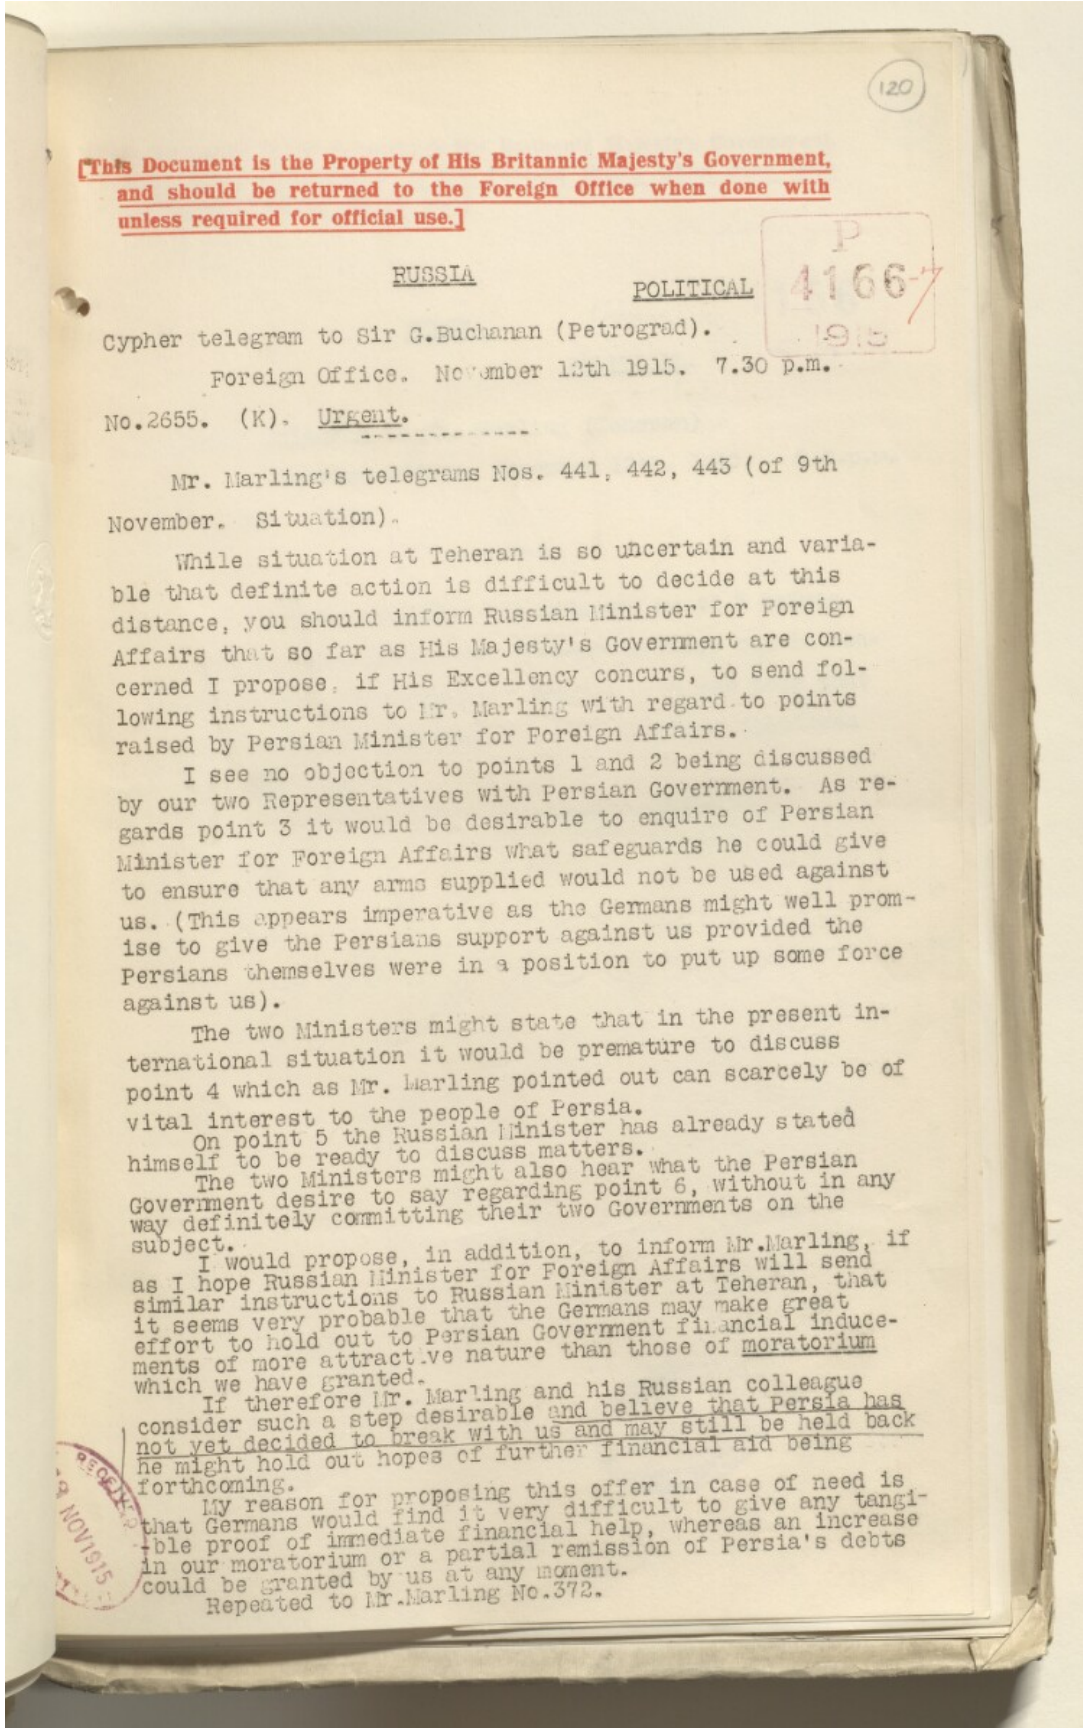 120
[This Document is the Property of His Britannic Majesty's Government,
and should be returned to the Foreign Office when done with
unless required for official use.]
P
4166-7
1915
RUSSIA
POLITICAL
Cypher telegram to Sir G.Buchanan (Petrograd).
Foreign Office. November 12th 1915. 7.30 p.m.
No.2655. (K). Urgent.
--------------
Mr. Marling's telegrams Nos. 441, 442, 443 (of 9th
November. Situation).
While situation at Teheran is so uncertain and varia-
ble that definite action is difficult to decide at this
distance, you should inform Russian Minister for Foreign
Affairs that so far as His Majesty's Government are con-
cerned I propose, if His Excellency concurs, to send fol-
lowing instructions to Mr. Marling with regard to points
raised by Persian Minister for Foreign Affairs.
I see no objection to points 1 and 2 being discussed
by our two Representatives with Persian Government. As re-
gards point 3 it would be desirable to enquire of Persian
Minister for Foreign Affairs what safeguards he could give
to ensure that any arms supplied would not be used against
us. (This appears imperative as the Germans might well prom-
ise to give the Persians support against us provided the
Persians themselves were in a position to put up some force
against us).
The two Ministers might state that in the present in-
ternational situation it would be premature to discuss
point 4 which as Mr. Marling pointed out can scarcely be of
vital interest to the people of Persia.
On point 5 the Russian Minister has already stated
himself to be ready to discuss matters.
The two Ministers might also hear what the Persian
Government desire to say regarding point 6, without in any
way definitely committing their two Governments on the
subject.
I would propose, in addition, to inform Mr.Marling, if
as I hope Russian Minister for Foreign Affairs will send
similar instructions to Russian Minister at Teheran, that
it seems very probable that the Germans may make great
effort to hold out to Persian Government financial induce-
ments of more attractive nature than those of moratorium
which we have granted.
If therefore Mr. Marling and his Russian colleague
consider such a step desirable and believe that Persia has
not yet decided to break with us and may still be held back
he might hold out hopes of further financial aid being
forthcoming.
My reason for proposing this offer in case of need is
that Germans would find it very difficult to give any tangi-
ble proof of immediate financial help, whereas an increase
in our moratorium or a partial remission of Persia's debts
could be granted by us at any moment.
Repeated to Mr.Marling No.372.
RECEIVED
NOV 1915